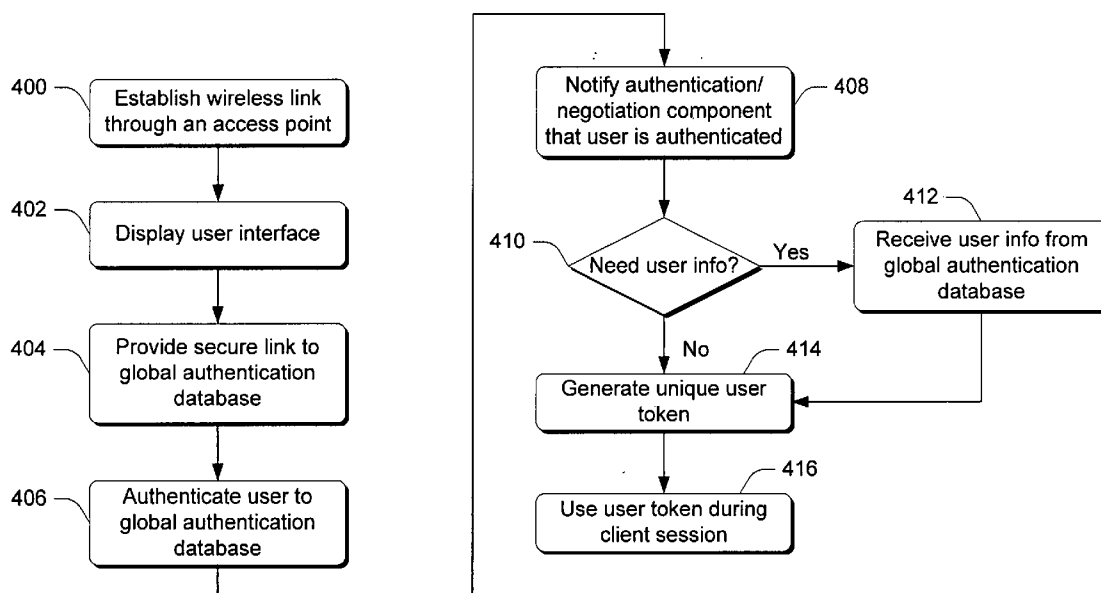 400
Establish wireless link
through an access point
402
Display user interface
404
Provide secure link to
global authentication
database
406
Authenticate user to
global authentication
database
408
Notify authentication/
negotiation component
that user is authenticated
410
Need user info?
Yes
No
412
Receive user info from
global authentication
database
414
Generate unique user
token
416
Use user token during
client session